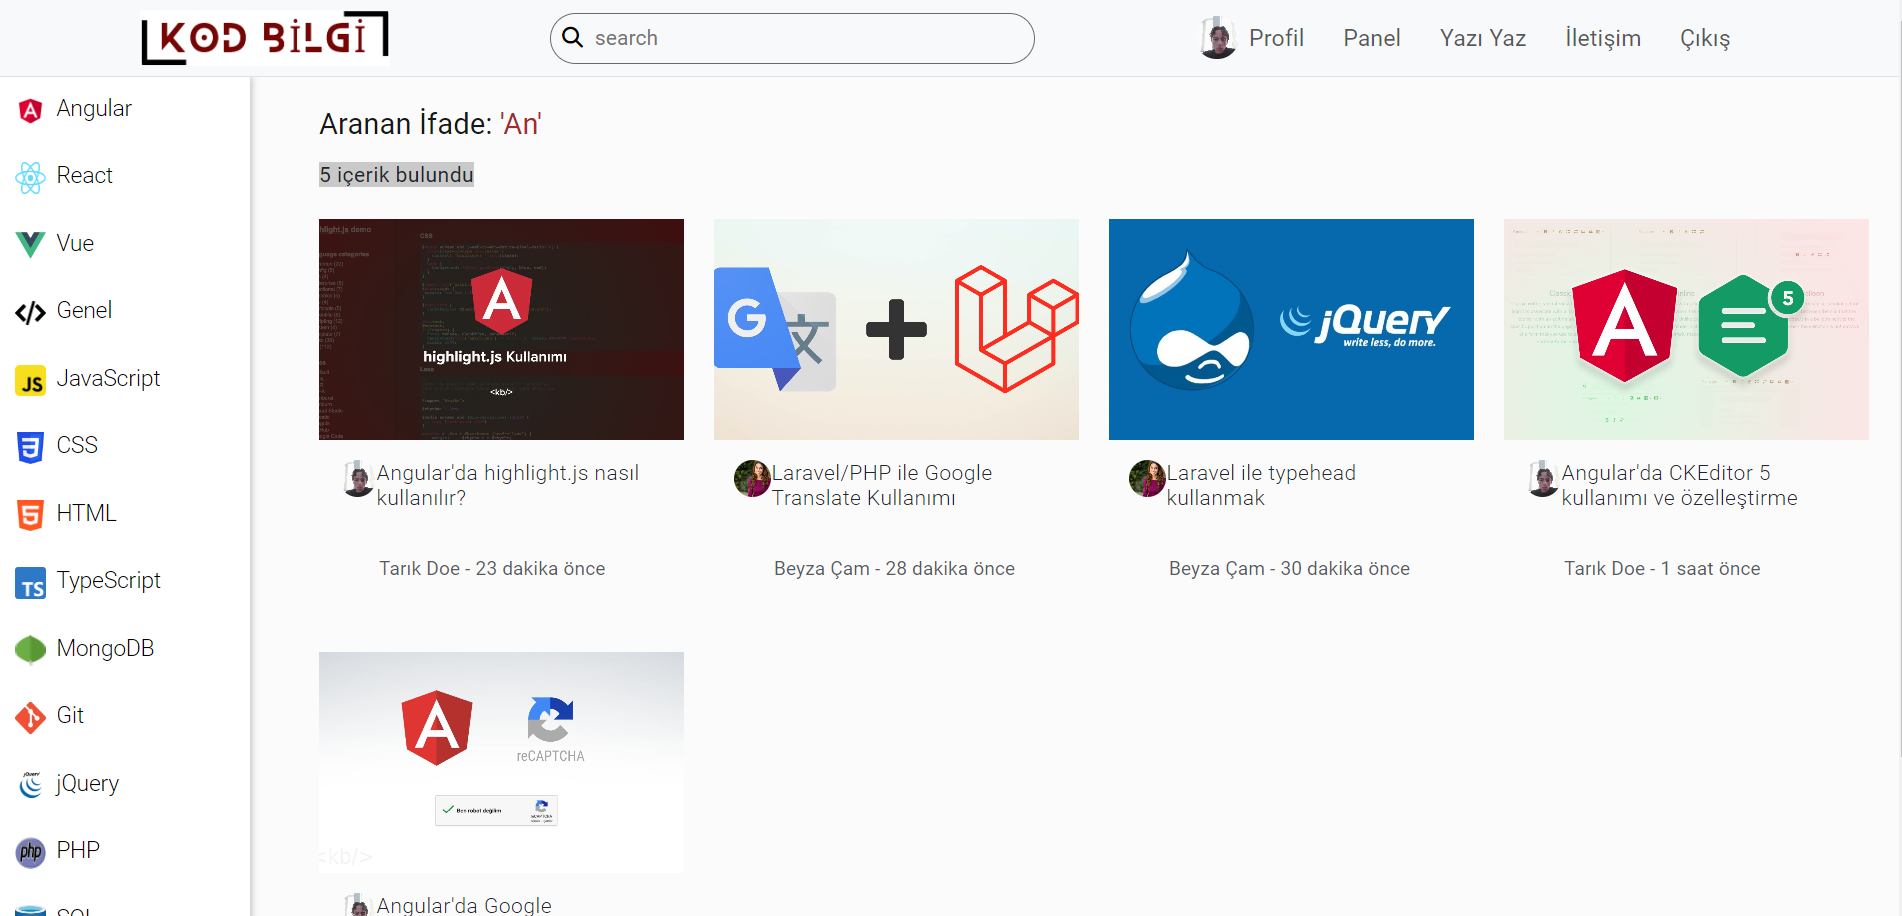 KOD BİLGİ
search
Profil
Panel
Yazı Yaz
İletişim
Çıkış
Angular
React
Vue
Genel
JavaScript
CSS
HTML
TypeScript
MongoDB
Git
jQuery
PHP
SQL
Aranan İfade: 'An'
5 içerik bulundu
highlight.js Kullanımı
<kb/>
G
文
jQuery
write less, do more.
5
Angular'da highlight.js nasıl
kullanılır?
Tarık Doe - 23 dakika önce
Laravel/PHP ile Google
Translate Kullanımı
Beyza Çam - 28 dakika önce
Laravel ile typehead
kullanmak
Beyza Çam - 30 dakika önce
Angular'da CKEditor 5
kullanımı ve özelleştirme
Tarık Doe - 1 saat önce
reCAPTCHA
Ben robot değilim
<kb/>
Angular'da Google